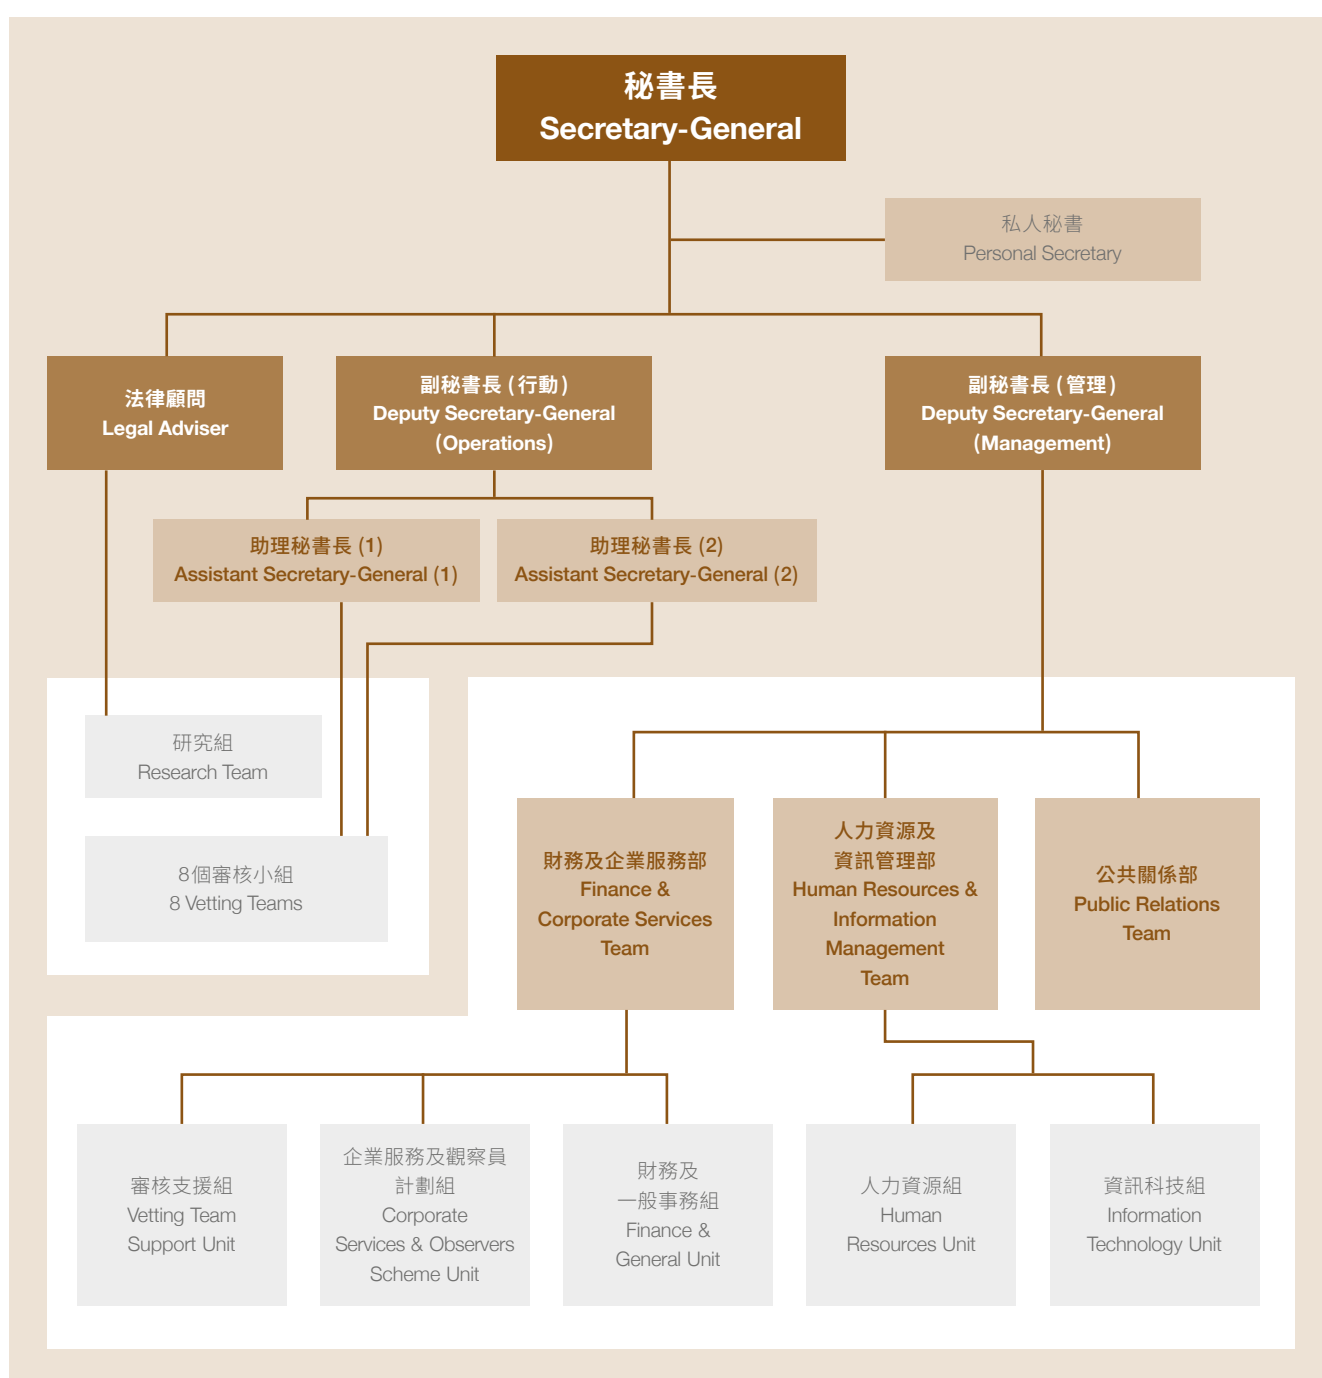 秘書長
Secretary-General
私人秘書
Personal Secretary
法律顧問
Legal Adviser
副秘書長 (行動)
Deputy Secretary-General
(Operations)
副秘書長 (管理)
Deputy Secretary-General
(Management)
助理秘書長 (1)
Assistant Secretary-General (1)
助理秘書長 (2)
Assistant Secretary-General (2)
研究組
Research Team
8個審核小組
8 Vetting Teams
財務及企業服務部
Finance &
Corporate Services
Team
人力資源及
資訊管理部
Human Resources &
Information
Management
Team
公共關係部
Public Relations
Team
審核支援組
Vetting Team
Support Unit
企業服務及觀察員
計劃組
Corporate
Services & Observers
Scheme Unit
財務及
一般事務組
Finance &
General Unit
人力資源組
Human
Resources Unit
資訊科技組
Information
Technology Unit